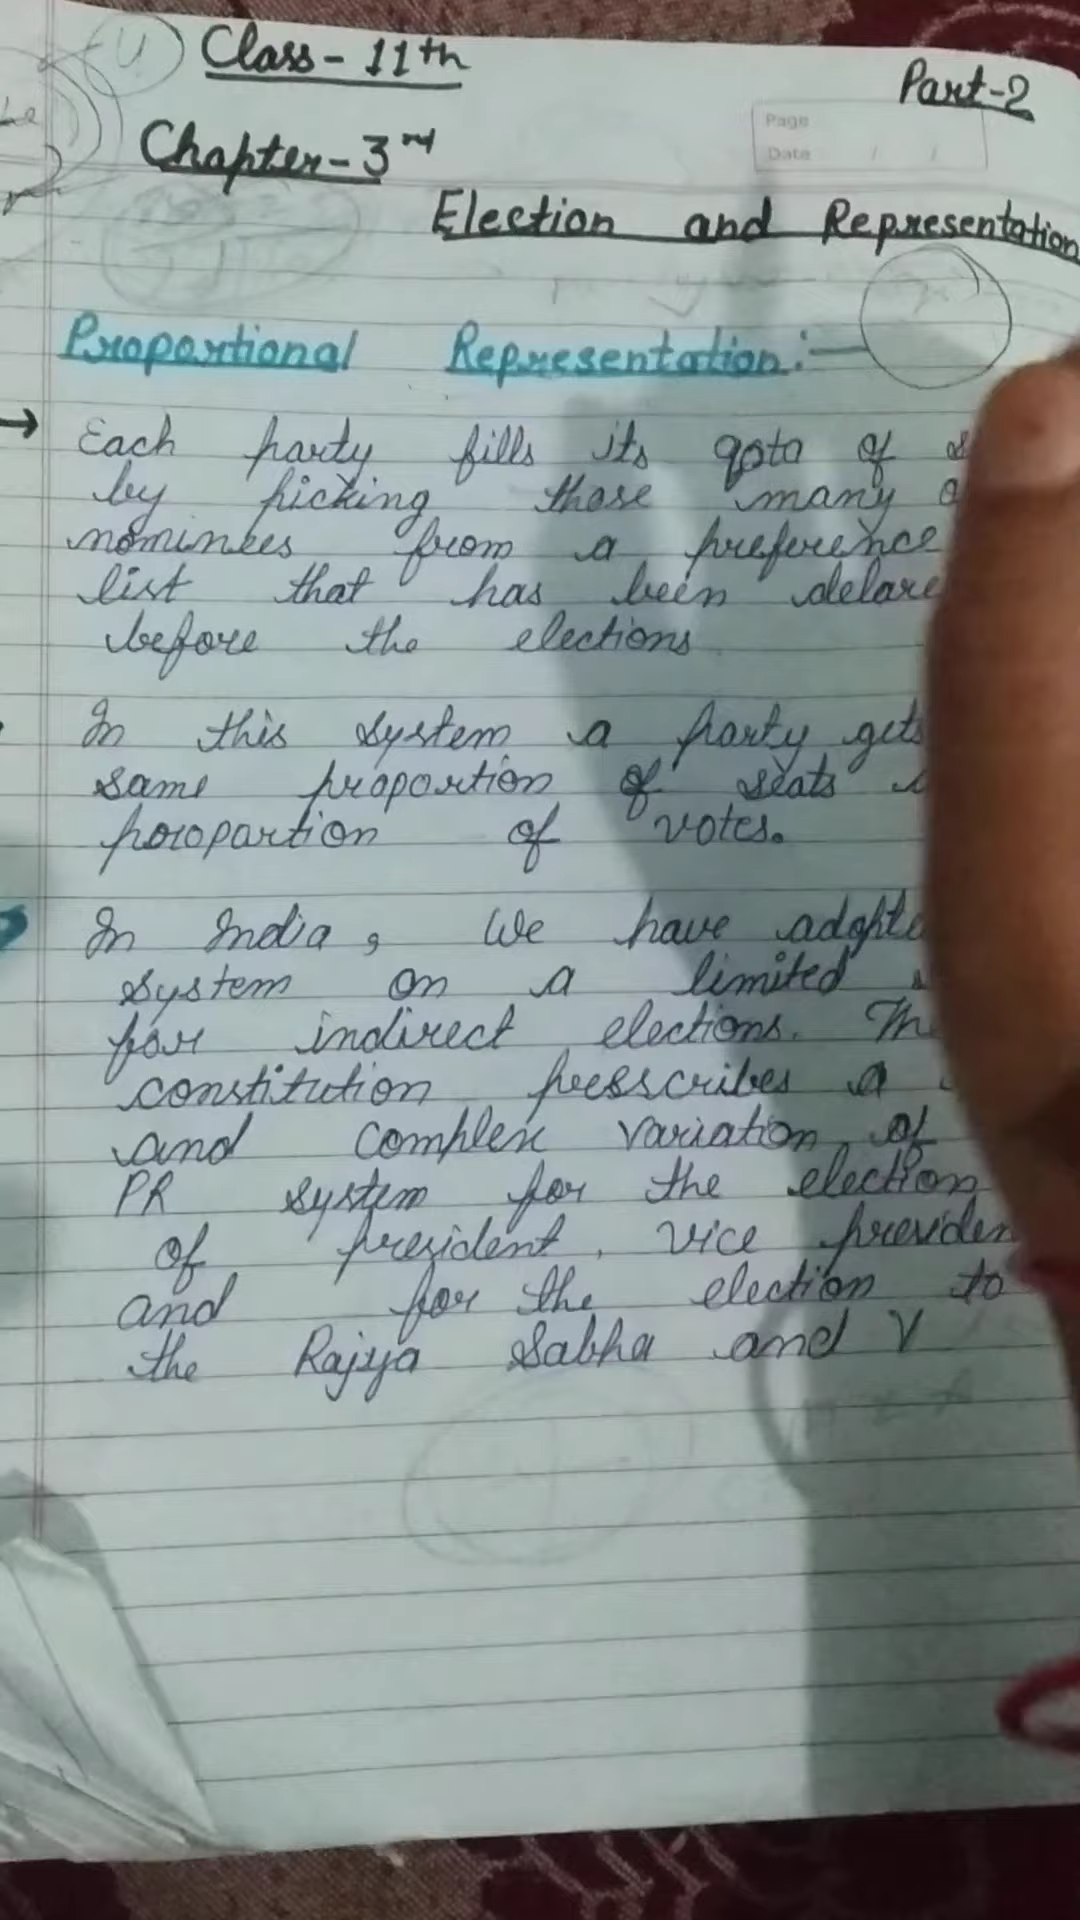 Class - 11th
Part-2
Page
Date / /
Chapter - 3rd
Election and Representation
Proportional Representation :-
→ Each party fills its qota of
by picking those many
nominees from a preference
list that has been delare
before the elections
In this system a party gets
same proportion of seats
poropartion of votes.
In India, We have adopte
system on a limited
for indirect elections. Th
constitution presscribes a
and complex variation of
PR system for the election
of president, vice presiden
and for the election to
the Rajya Sabha and V